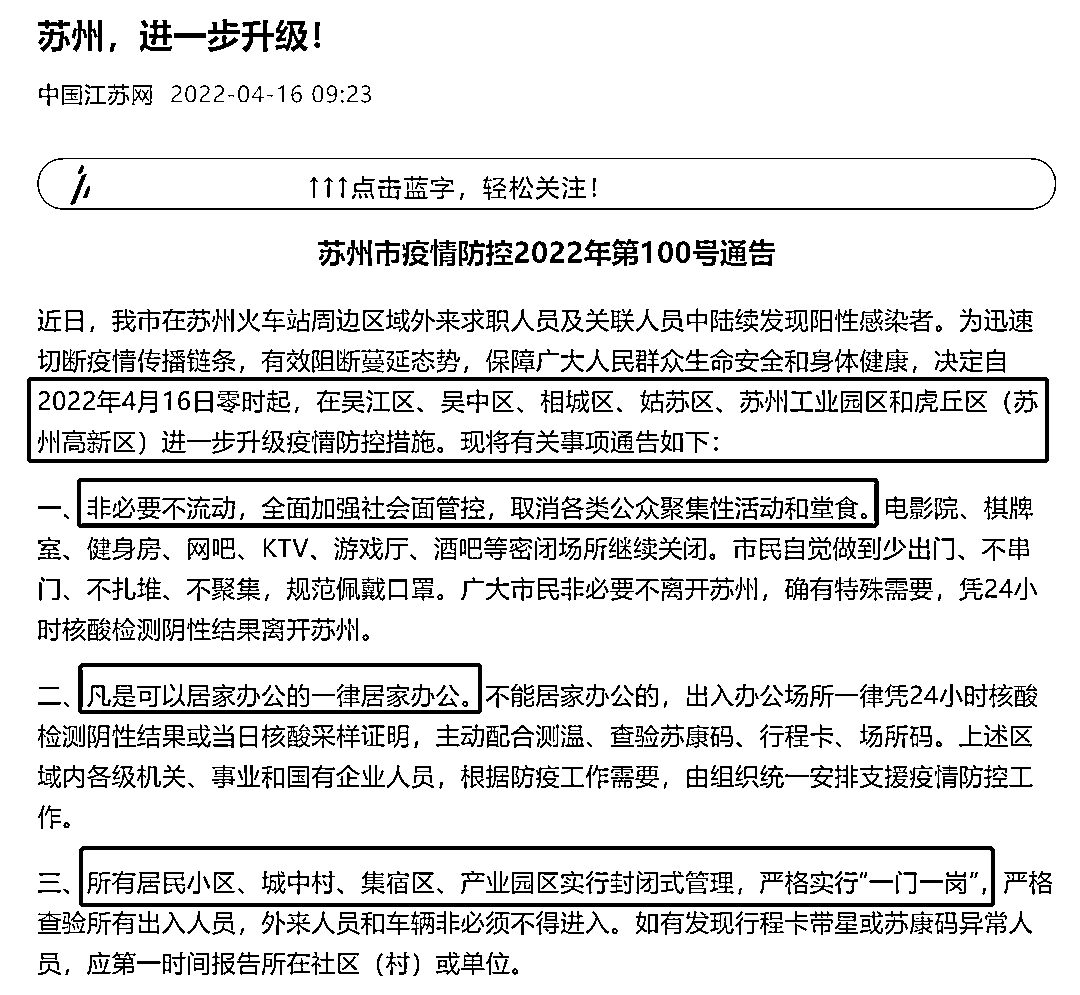 苏州，进一步升级！
中国江苏网 2022-04-16 09:23
↑↑↑点击蓝字，轻松关注！
苏州市疫情防控2022年第100号通告
近日，我市在苏州火车站周边区域外来求职人员及关联人员中陆续发现阳性感染者。为迅速
切断疫情传播链条，有效阻断蔓延态势，保障广大人民群众生命安全和身体健康，决定自
2022年4月16日零时起，在吴江区、吴中区、相城区、姑苏区、苏州工业园区和虎丘区（苏
州高新区）进一步升级疫情防控措施。现将有关事项通告如下：
一、非必要不流动，全面加强社会面管控，取消各类公众聚集性活动和堂食。电影院、棋牌
室、健身房、网吧、KTV、游戏厅、酒吧等密闭场所继续关闭。市民自觉做到少出门、不串
门、不扎堆、不聚集，规范佩戴口罩。广大市民非必要不离开苏州，确有特殊需要，凭24小
时核酸检测阴性结果离开苏州。
二、凡是可以居家办公的一律居家办公。不能居家办公的，出入办公场所一律凭24小时核酸
检测阴性结果或当日核酸采样证明，主动配合测温、查验苏康码、行程卡、场所码。上述区
域内各级机关、事业和国有企业人员，根据防疫工作需要，由组织统一安排支援疫情防控工
作。
三、所有居民小区、城中村、集宿区、产业园区实行封闭式管理，严格实行“一门一岗”，严格
查验所有出入人员，外来人员和车辆非必须不得进入。如有发现行程卡带星或苏康码异常人
员，应第一时间报告所在社区（村）或单位。